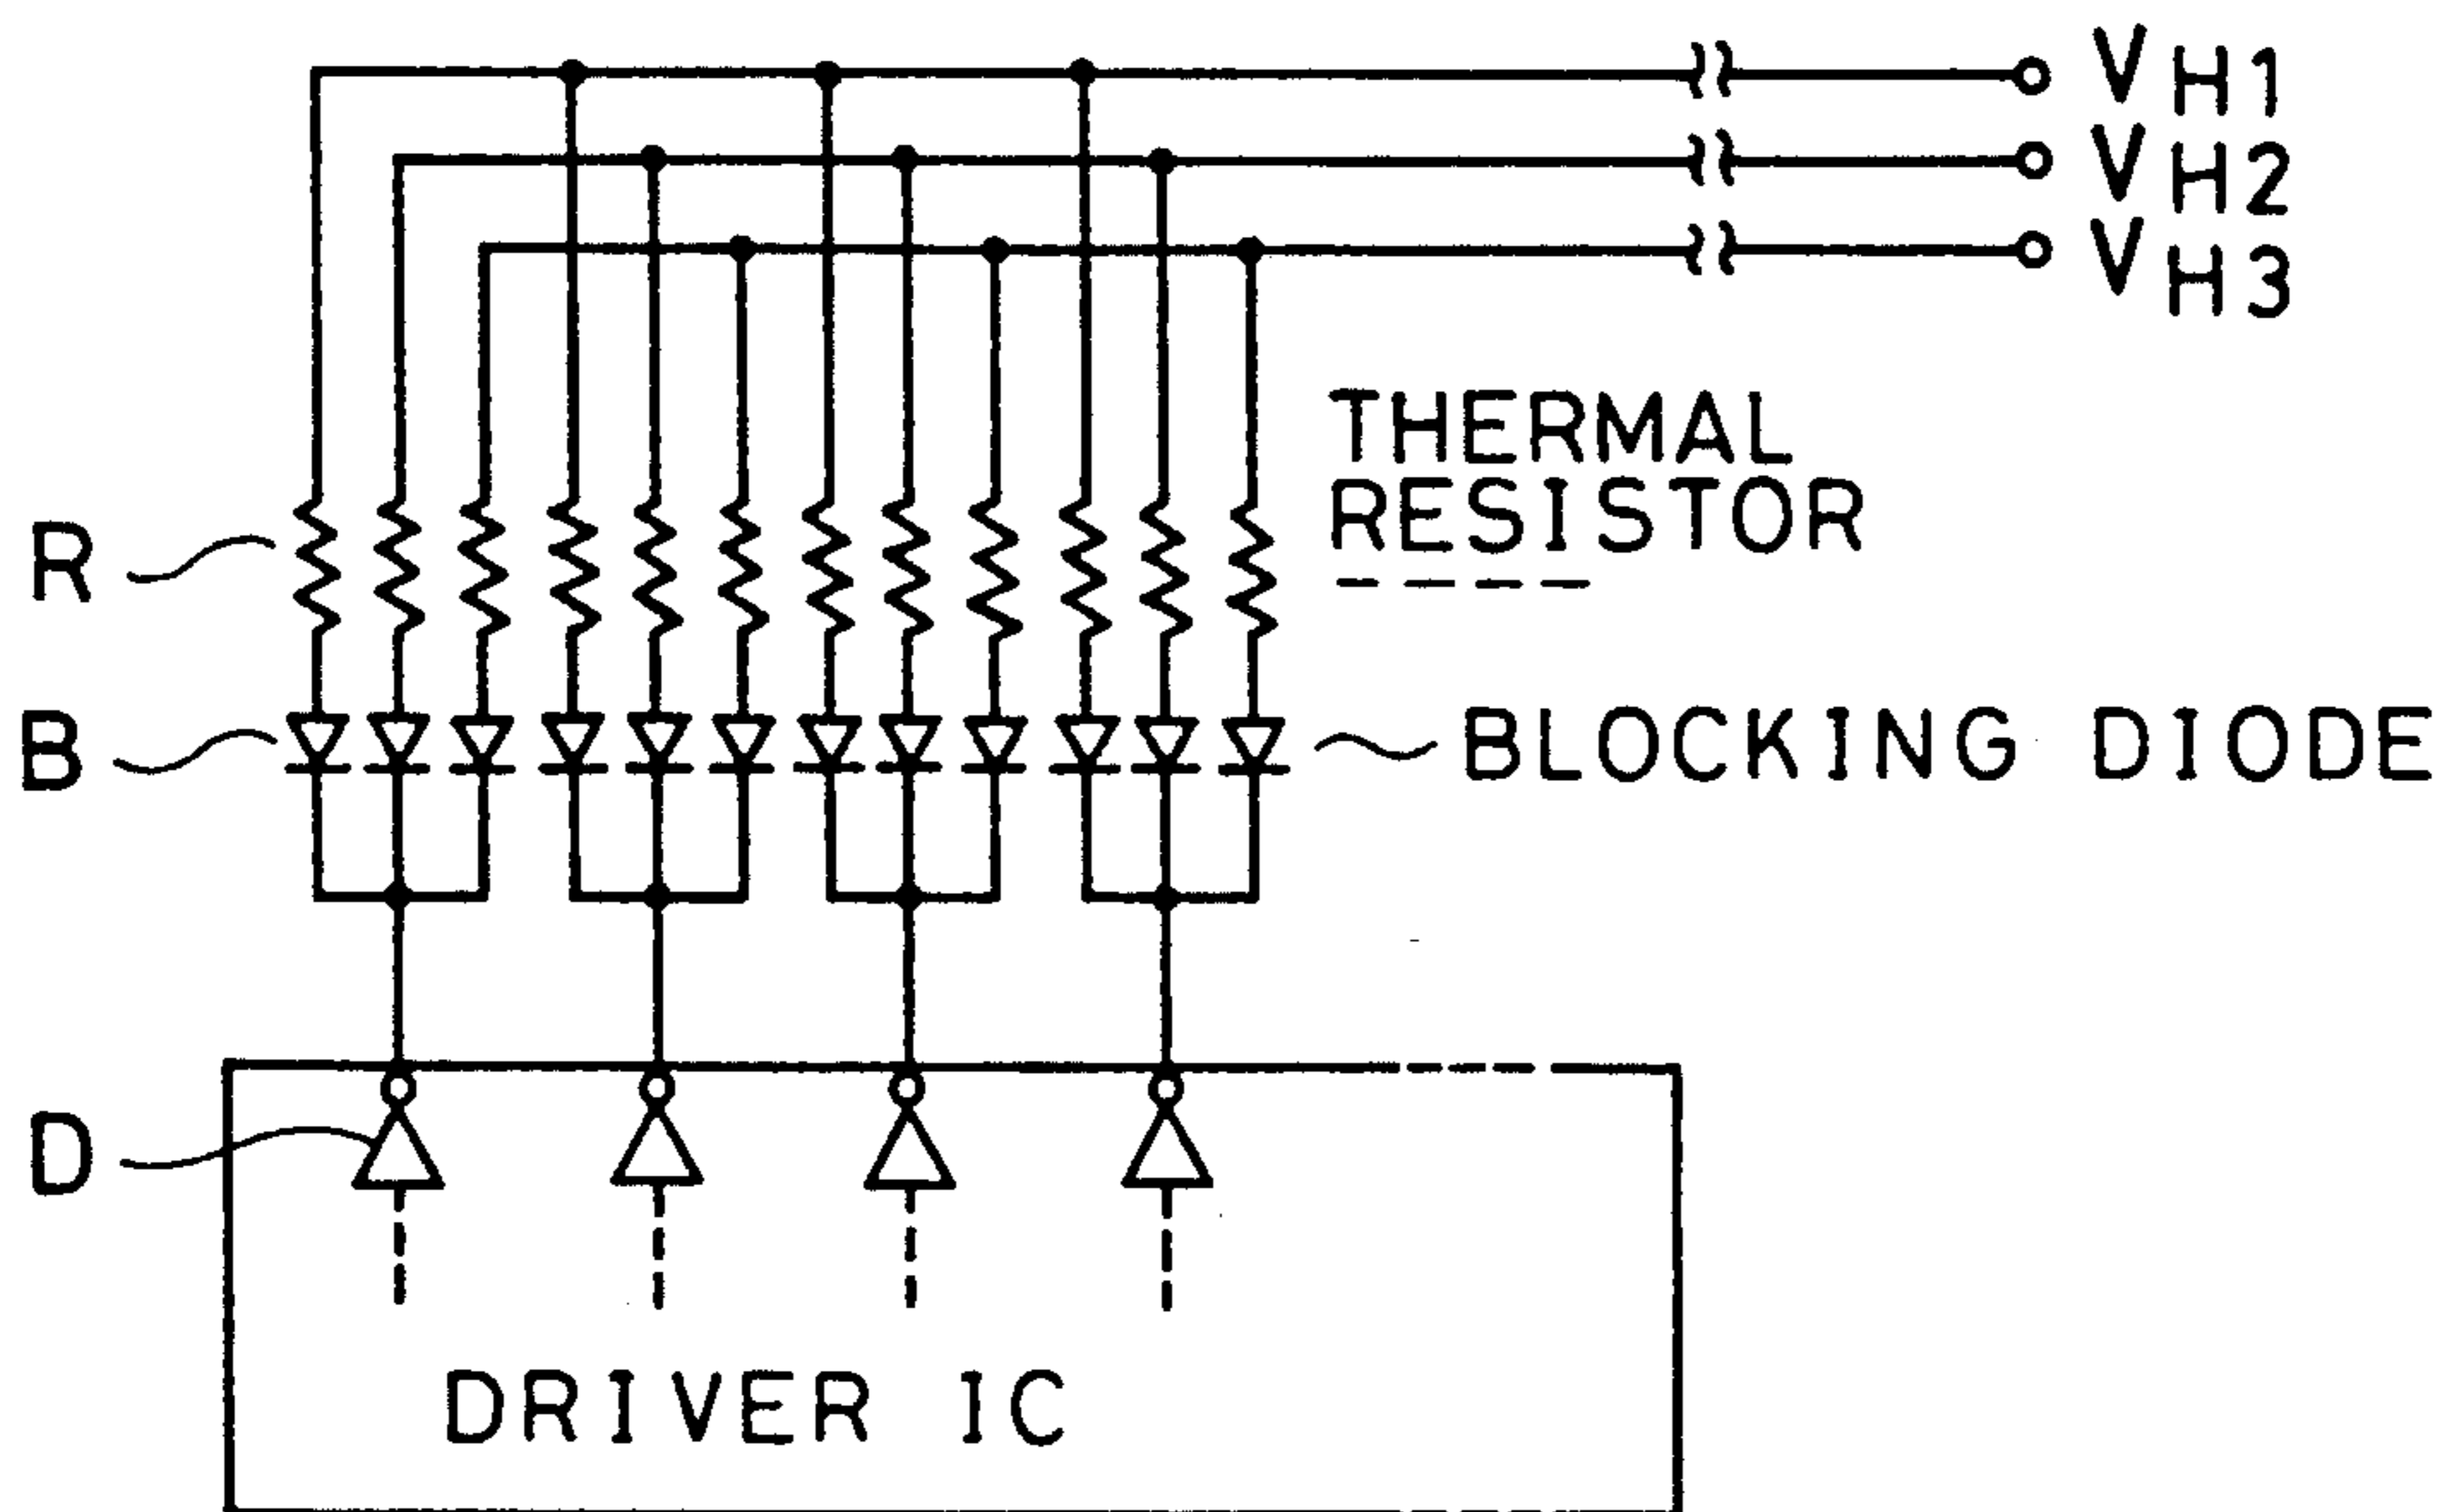 VH1
VH2
VH3
THERMAL
RESISTOR
R
B
BLOCKING DIODE
D
DRIVER IC